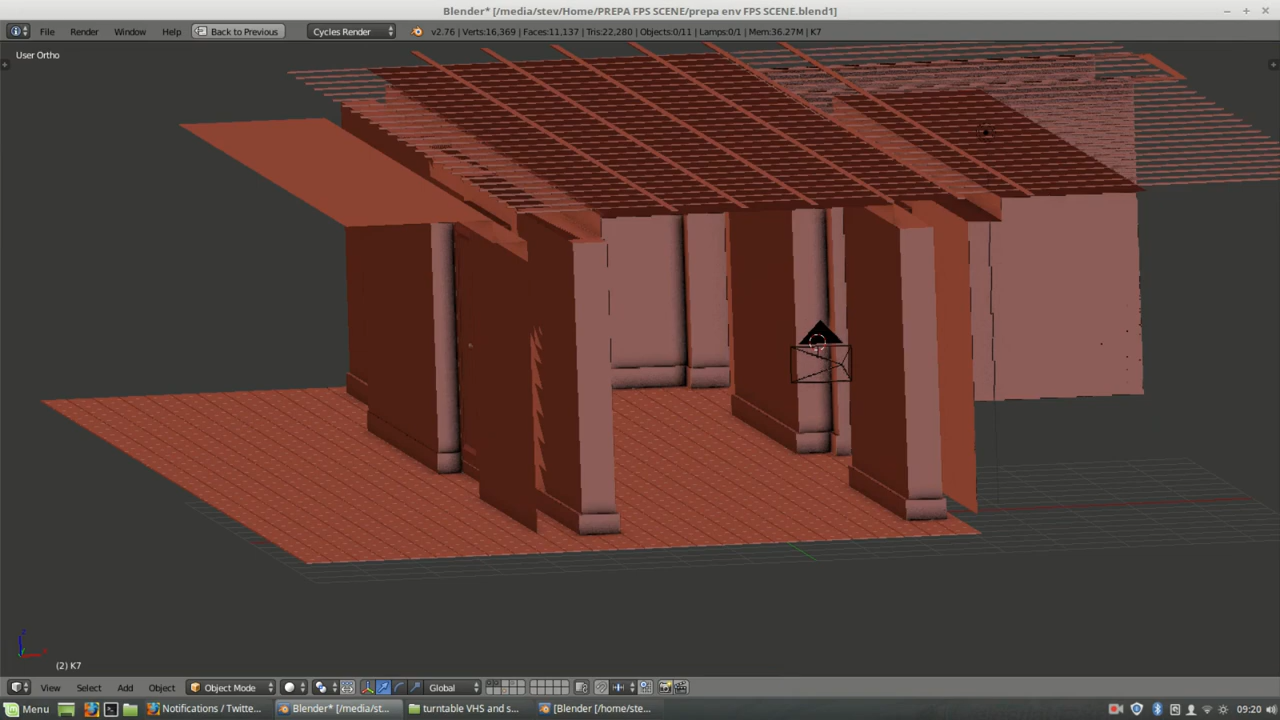 Blender* [/media/stev/Home/PREPA FPS SCENE/prepa env FPS SCENE.blend1]
File Render Window Help Back to Previous Cycles Render v2.76 | Verts:16,369 | Faces:11,137 | Tris:22,280 | Objects:0/11 | Lamps:0/1 | Mem:36.27M | K7
User Ortho
(2) K7
View Select Add Object Object Mode Global
Menu Notifications / Twitte... Blender* [/media/st... turntable VHS and s... [Blender [/home/ste... 09:20